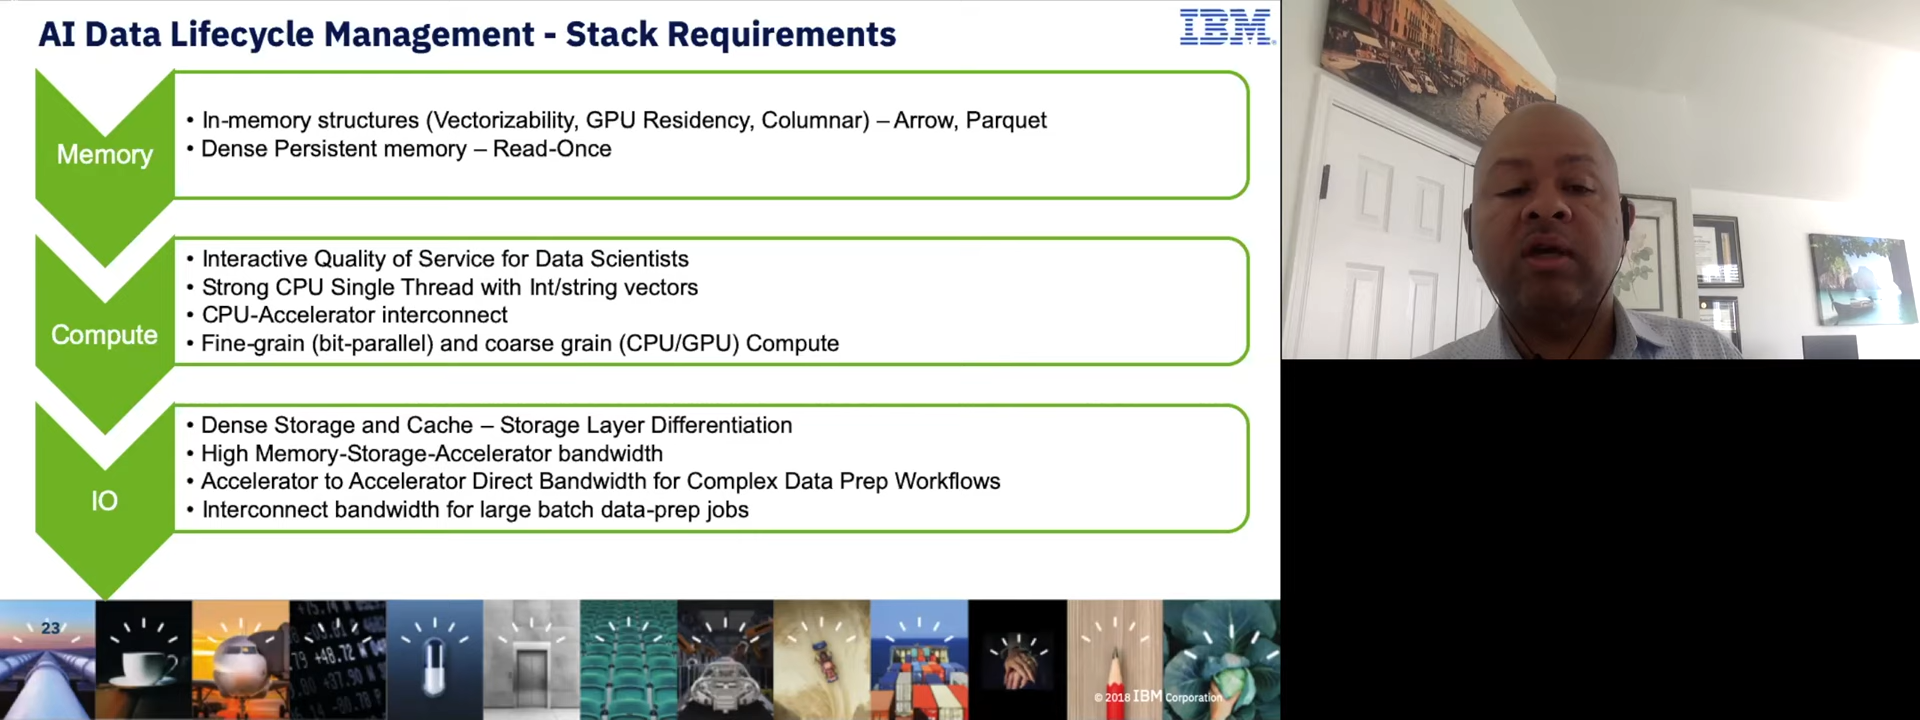 AI Data Lifecycle Management - Stack Requirements
IBM
Memory
• In-memory structures (Vectorizability, GPU Residency, Columnar) – Arrow, Parquet
• Dense Persistent memory – Read-Once
Compute
• Interactive Quality of Service for Data Scientists
• Strong CPU Single Thread with Int/string vectors
• CPU-Accelerator interconnect
• Fine-grain (bit-parallel) and coarse grain (CPU/GPU) Compute
IO
• Dense Storage and Cache – Storage Layer Differentiation
• High Memory-Storage-Accelerator bandwidth
• Accelerator to Accelerator Direct Bandwidth for Complex Data Prep Workflows
• Interconnect bandwidth for large batch data-prep jobs
23
+48.72
© 2018 IBM Corporation